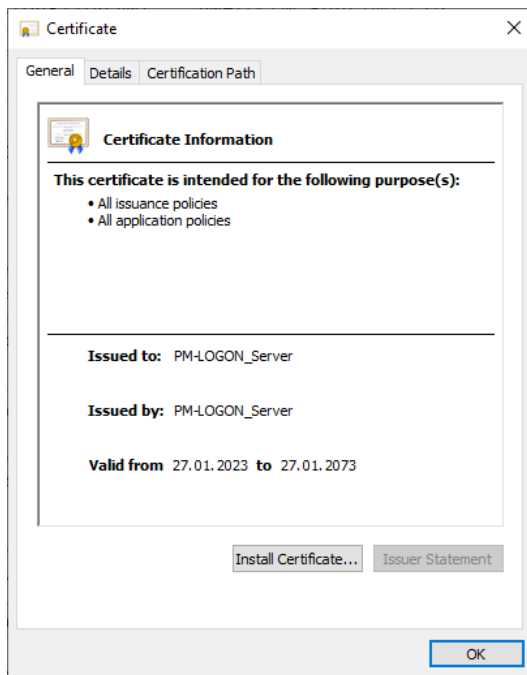 Certificate
General Details Certification Path
Certificate Information
This certificate is intended for the following purpose(s):
• All issuance policies
• All application policies
Issued to: PM-LOGON_Server
Issued by: PM-LOGON_Server
Valid from 27.01.2023 to 27.01.2073
Install Certificate... Issuer Statement
OK